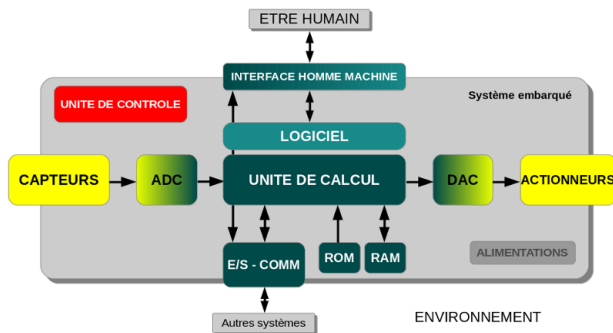 ETRE HUMAIN
INTERFACE HOMME MACHINE
Système embarqué
UNITE DE CONTROLE
LOGICIEL
CAPTEURS
ADC
UNITE DE CALCUL
DAC
ACTIONNEURS
E/S - COMM
ROM
RAM
ALIMENTATIONS
Autres systèmes
ENVIRONNEMENT